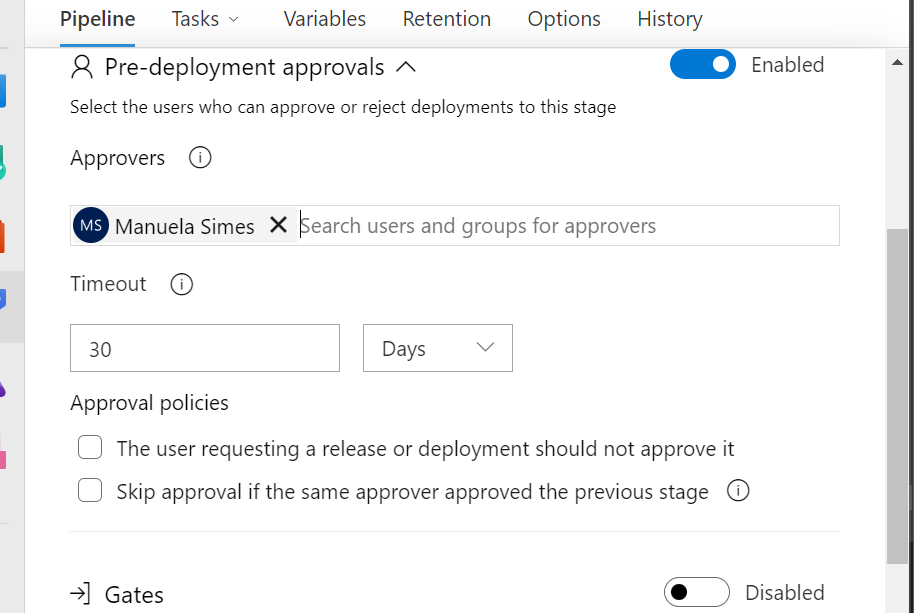 Pipeline Tasks Variables Retention Options History
Pre-deployment approvals Enabled
Select the users who can approve or reject deployments to this stage
Approvers
MS Manuela Simes Search users and groups for approvers
Timeout
30 Days
Approval policies
The user requesting a release or deployment should not approve it
Skip approval if the same approver approved the previous stage
Gates Disabled